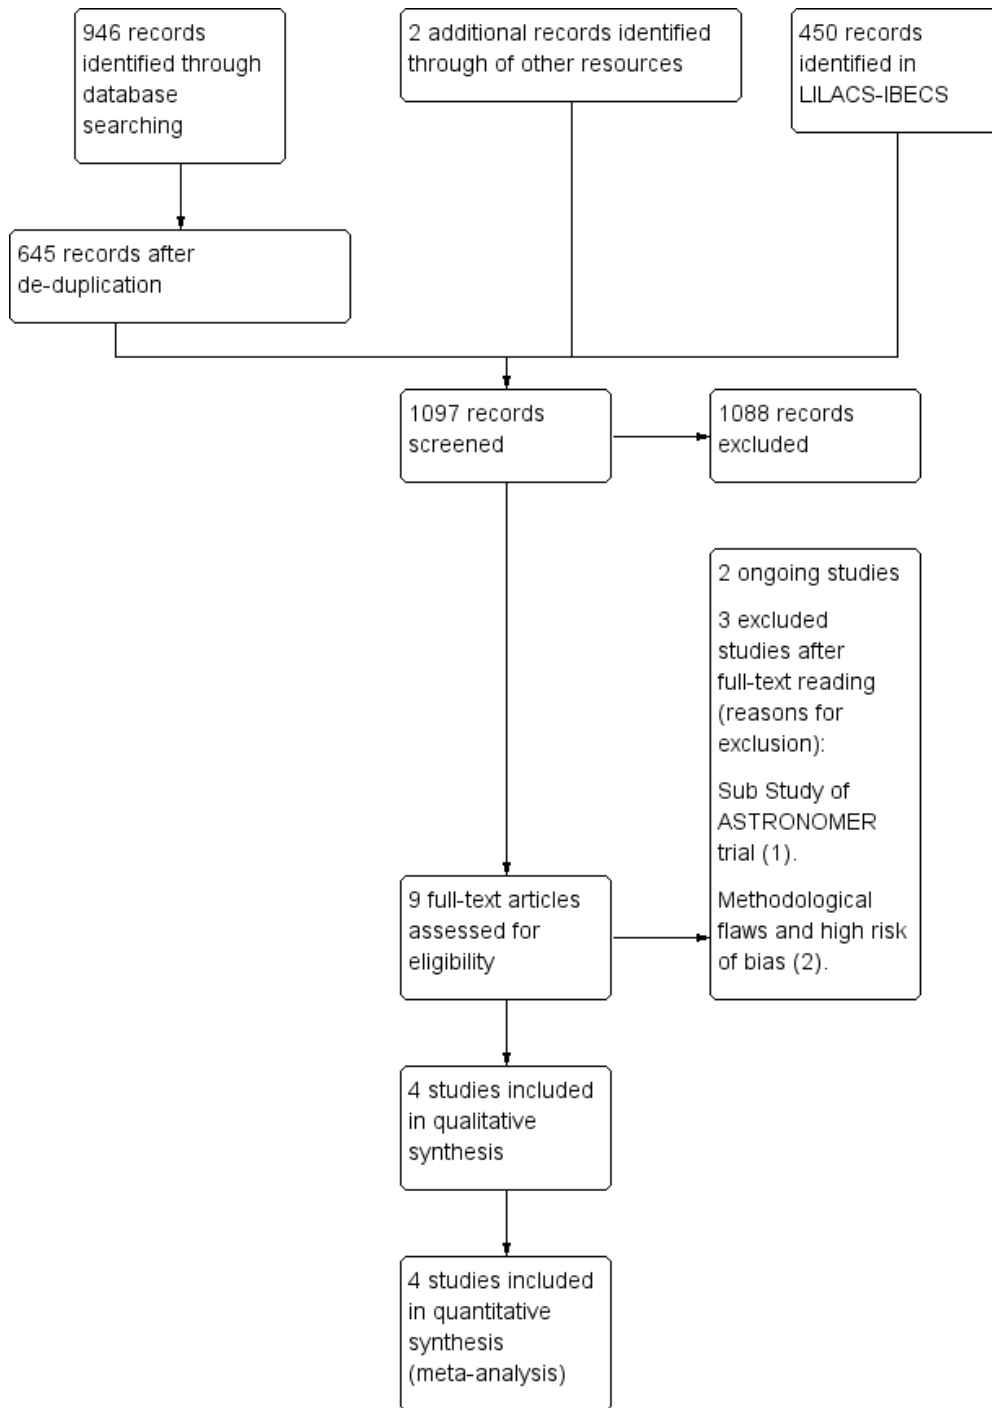 946 records
identified through
database
searching
2 additional records identified
through of other resources
450 records
identified in
LILACS-IBECS
645 records after
de-duplication
1097 records
screened
1088 records
excluded
2 ongoing studies
3 excluded
studies after
full-text reading
(reasons for
exclusion):
Sub Study of
ASTRONOMER
trial (1).
Methodological
flaws and high risk
of bias (2).
9 full-text articles
assessed for
eligibility
4 studies included
in qualitative
synthesis
4 studies included
in quantitative
synthesis
(meta-analysis)